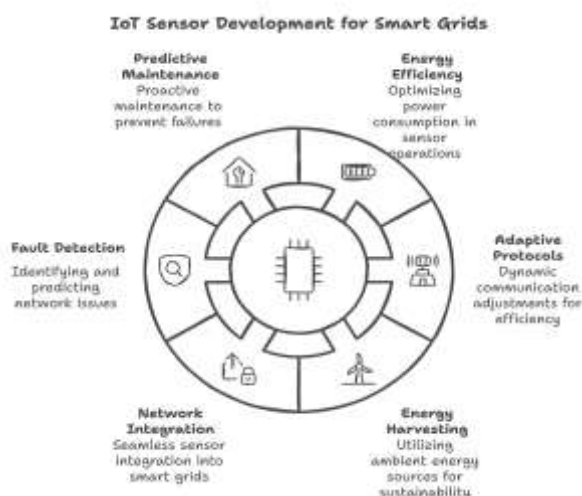 IoT Sensor Development for Smart Grids
Predictive
Maintenance
Proactive
maintenance to
prevent failures
Energy
Efficiency
Optimizing
power
consumption in
sensor
operations
Fault Detection
Identifying and
predicting
network issues
Adaptive
Protocols
Dynamic
communication
adjustments for
efficiency
Network
Integration
Seamless sensor
integration into
smart grids
Energy
Harvesting
Utilizing
ambient energy
sources for
sustainability